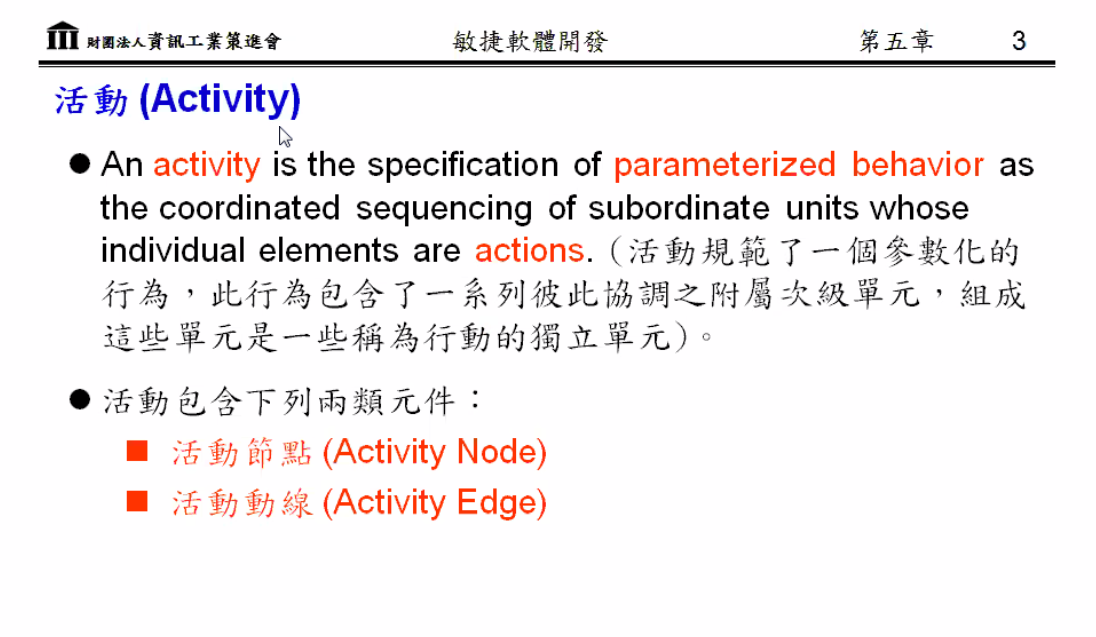 財團法人資訊工業策進會 敏捷軟體開發 第五章 3
活動 (Activity)
● An activity is the specification of parameterized behavior as
the coordinated sequencing of subordinate units whose
individual elements are actions.（活動規範了一個參數化的
行為，此行為包含了一系列彼此協調之附屬次級單元，組成
這些單元是一些稱為行動的獨立單元）。
● 活動包含下列兩類元件：
■ 活動節點 (Activity Node)
■ 活動動線 (Activity Edge)